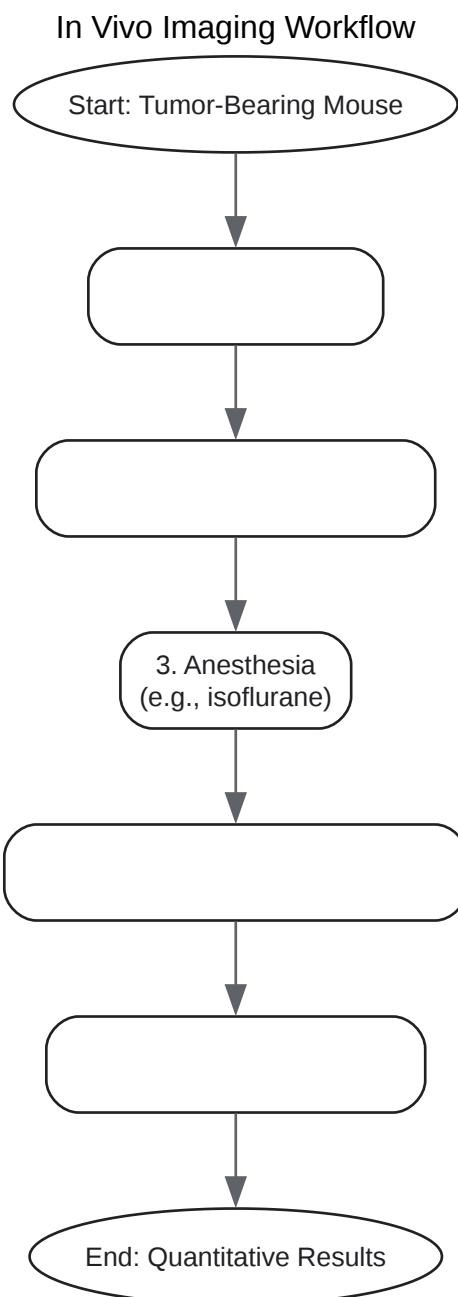 In Vivo Imaging Workflow
Start: Tumor-Bearing Mouse
3. Anesthesia
(e.g., isoflurane)
End: Quantitative Results